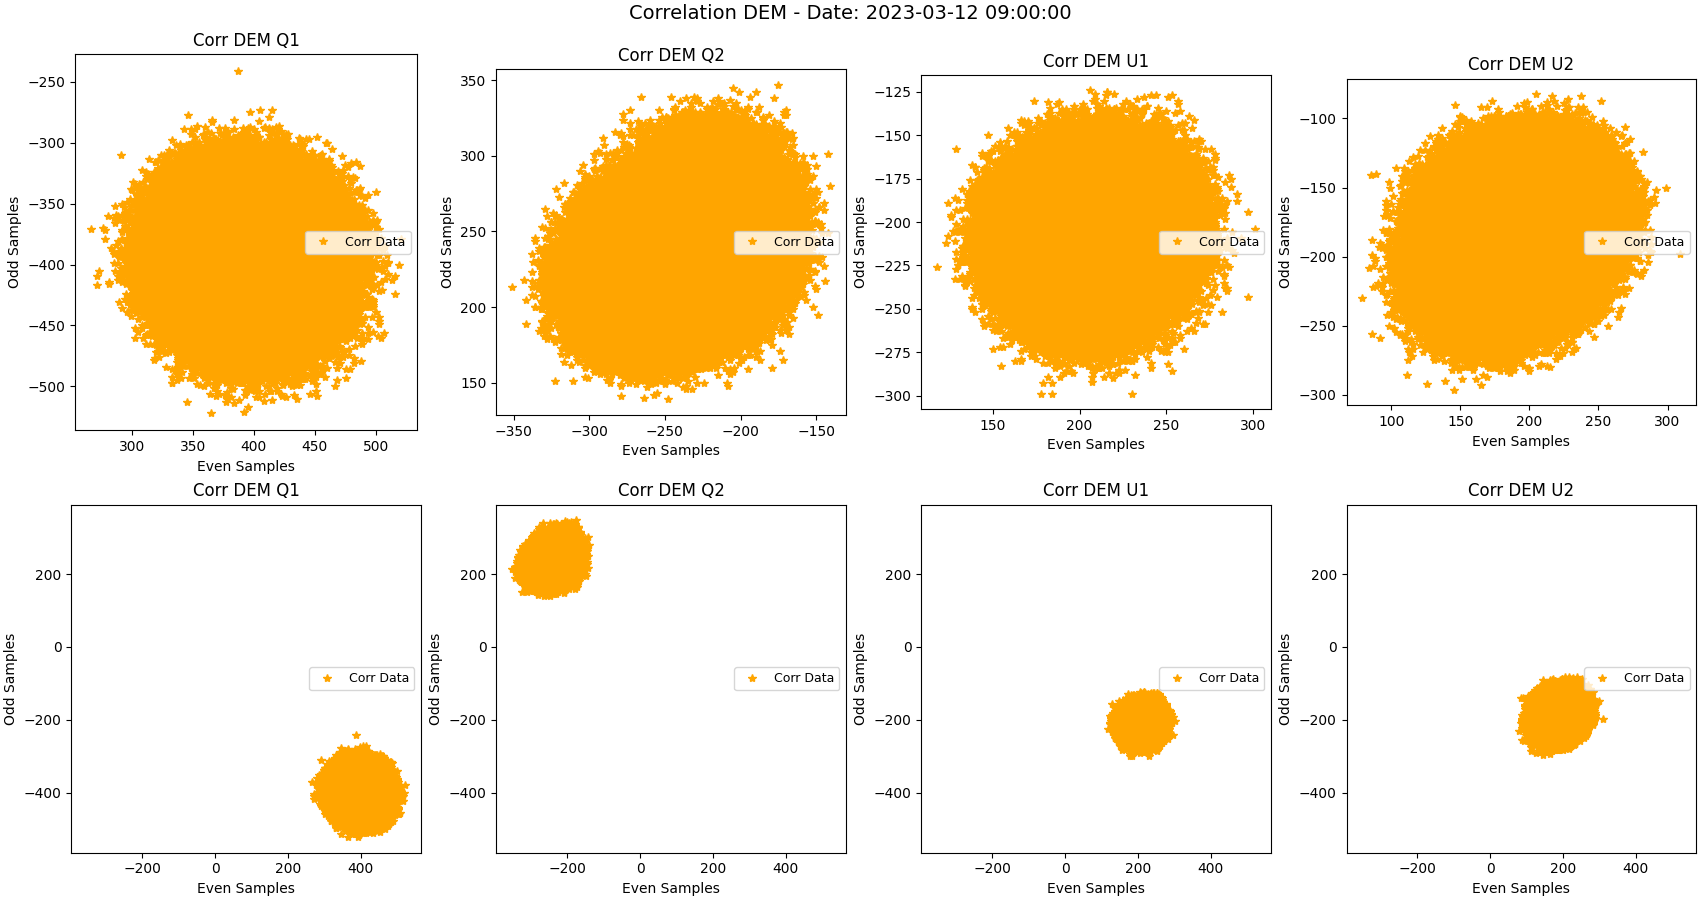 Correlation DEM - Date: 2023-03-12 09:00:00
Corr DEM Q1
Odd Samples
−250
−300
−350
−400
−450
−500
Corr Data
300 350 400 450 500
Even Samples
Corr DEM Q2
Odd Samples
350
300
250
200
150
Corr Data
−350 −300 −250 −200 −150
Even Samples
Corr DEM U1
Odd Samples
−125
−150
−175
−200
−225
−250
−275
−300
Corr Data
150 200 250 300
Even Samples
Corr DEM U2
Odd Samples
−100
−150
−200
−250
−300
Corr Data
100 150 200 250 300
Even Samples
Corr DEM Q1
Odd Samples
200
0
−200
−400
Corr Data
−200 0 200 400
Even Samples
Corr DEM Q2
Odd Samples
200
0
−200
−400
Corr Data
−200 0 200 400
Even Samples
Corr DEM U1
Odd Samples
200
0
−200
−400
Corr Data
−200 0 200 400
Even Samples
Corr DEM U2
Odd Samples
200
0
−200
−400
Corr Data
−200 0 200 400
Even Samples